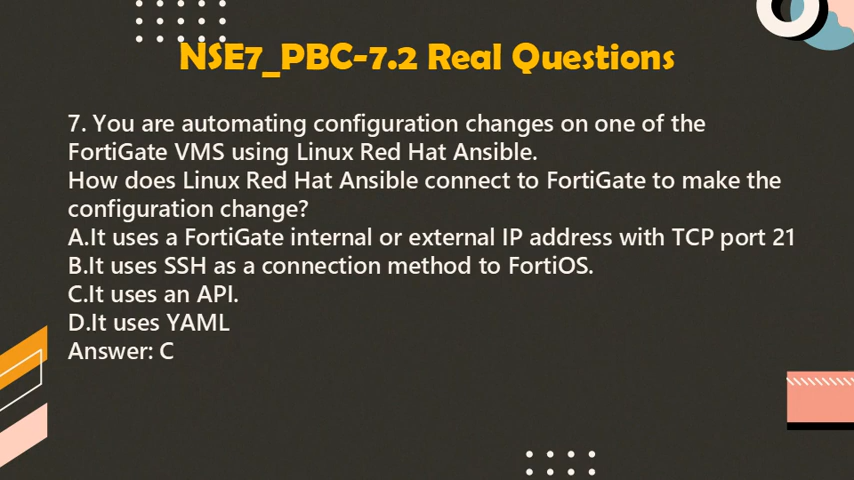 NSE7_PBC-7.2 Real Questions
7. You are automating configuration changes on one of the
FortiGate VMS using Linux Red Hat Ansible.
How does Linux Red Hat Ansible connect to FortiGate to make the
configuration change?
A.It uses a FortiGate internal or external IP address with TCP port 21
B.It uses SSH as a connection method to FortiOS.
C.It uses an API.
D.It uses YAML
Answer: C